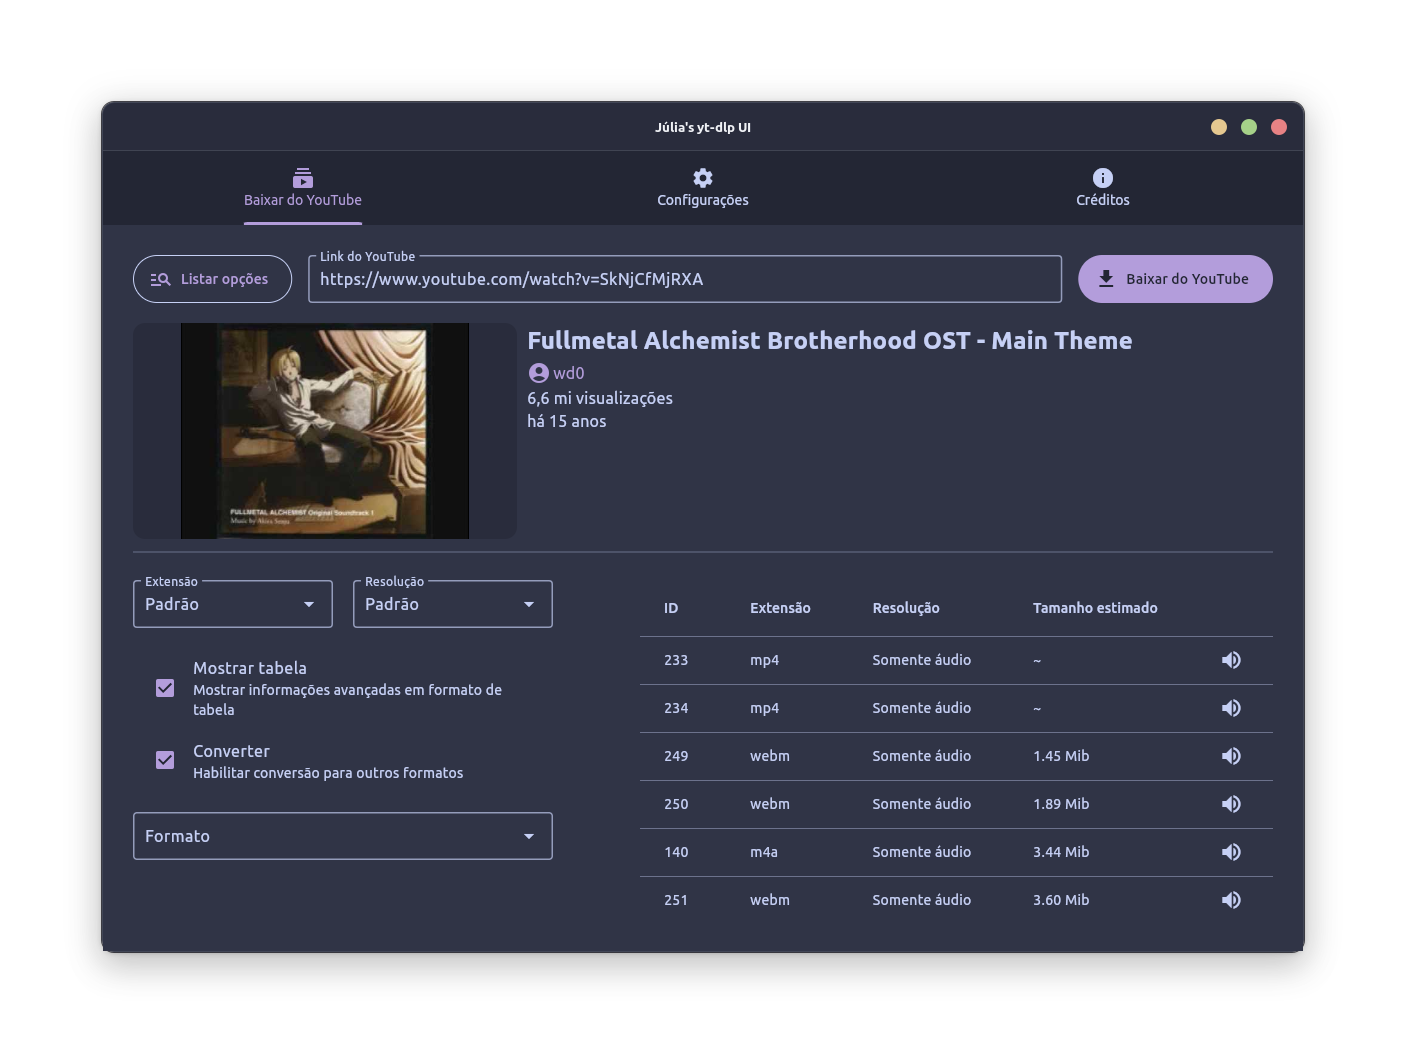 Júlia's yt-dlp UI
Baixar do YouTube
Configurações
Créditos
Listar opções
Link do YouTube
https://www.youtube.com/watch?v=SkNjCfMjRXA
Baixar do YouTube
FULLMETAL ALCHEMIST Original Soundtrack 1
Music by Akira Senju
Fullmetal Alchemist Brotherhood OST - Main Theme
wd0
6,6 mi visualizações
há 15 anos
Extensão
Padrão
Resolução
Padrão
Mostrar tabela
Mostrar informações avançadas em formato de
tabela
Converter
Habilitar conversão para outros formatos
Formato
ID Extensão Resolução Tamanho estimado
233 mp4 Somente áudio ~
234 mp4 Somente áudio ~
249 webm Somente áudio 1.45 Mib
250 webm Somente áudio 1.89 Mib
140 m4a Somente áudio 3.44 Mib
251 webm Somente áudio 3.60 Mib